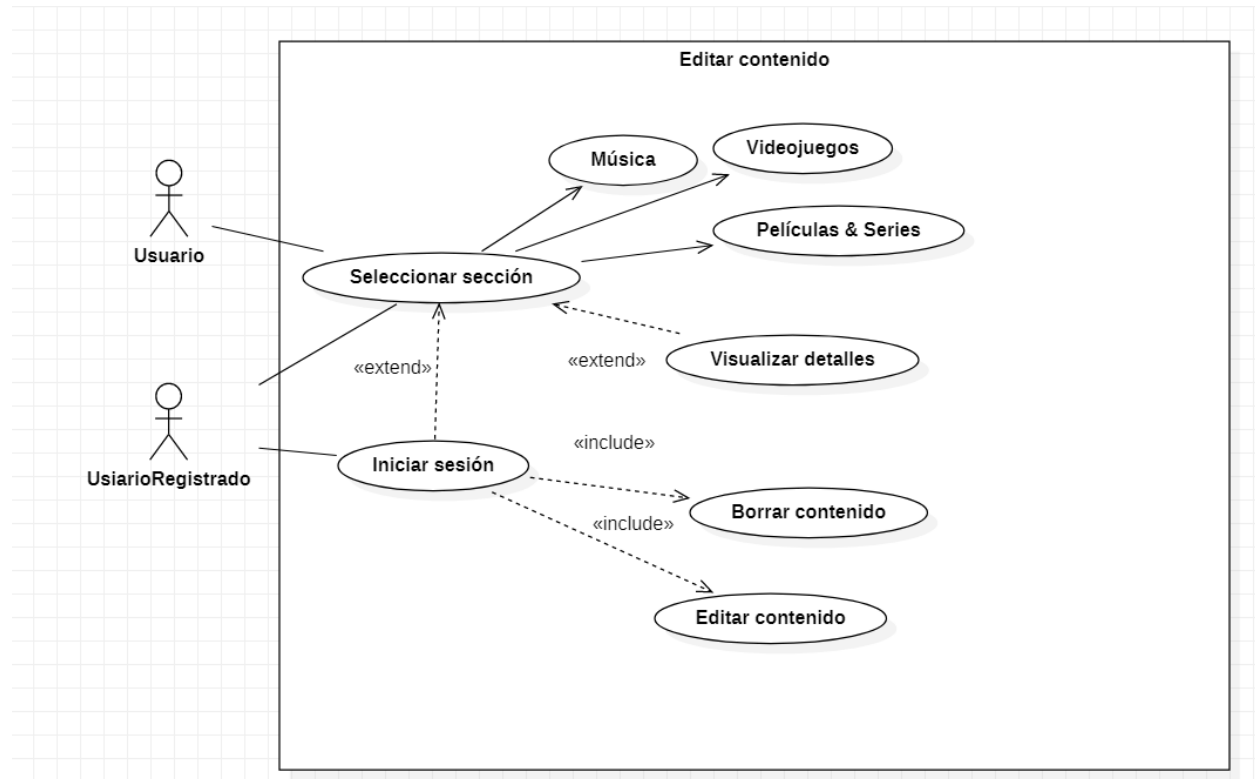 Editar contenido
Música
Videojuegos
Películas & Series
Usuario
Seleccionar sección
«extend»
«extend»
Visualizar detalles
«include»
Iniciar sesión
UsiarioRegistrado
Borrar contenido
«include»
Editar contenido